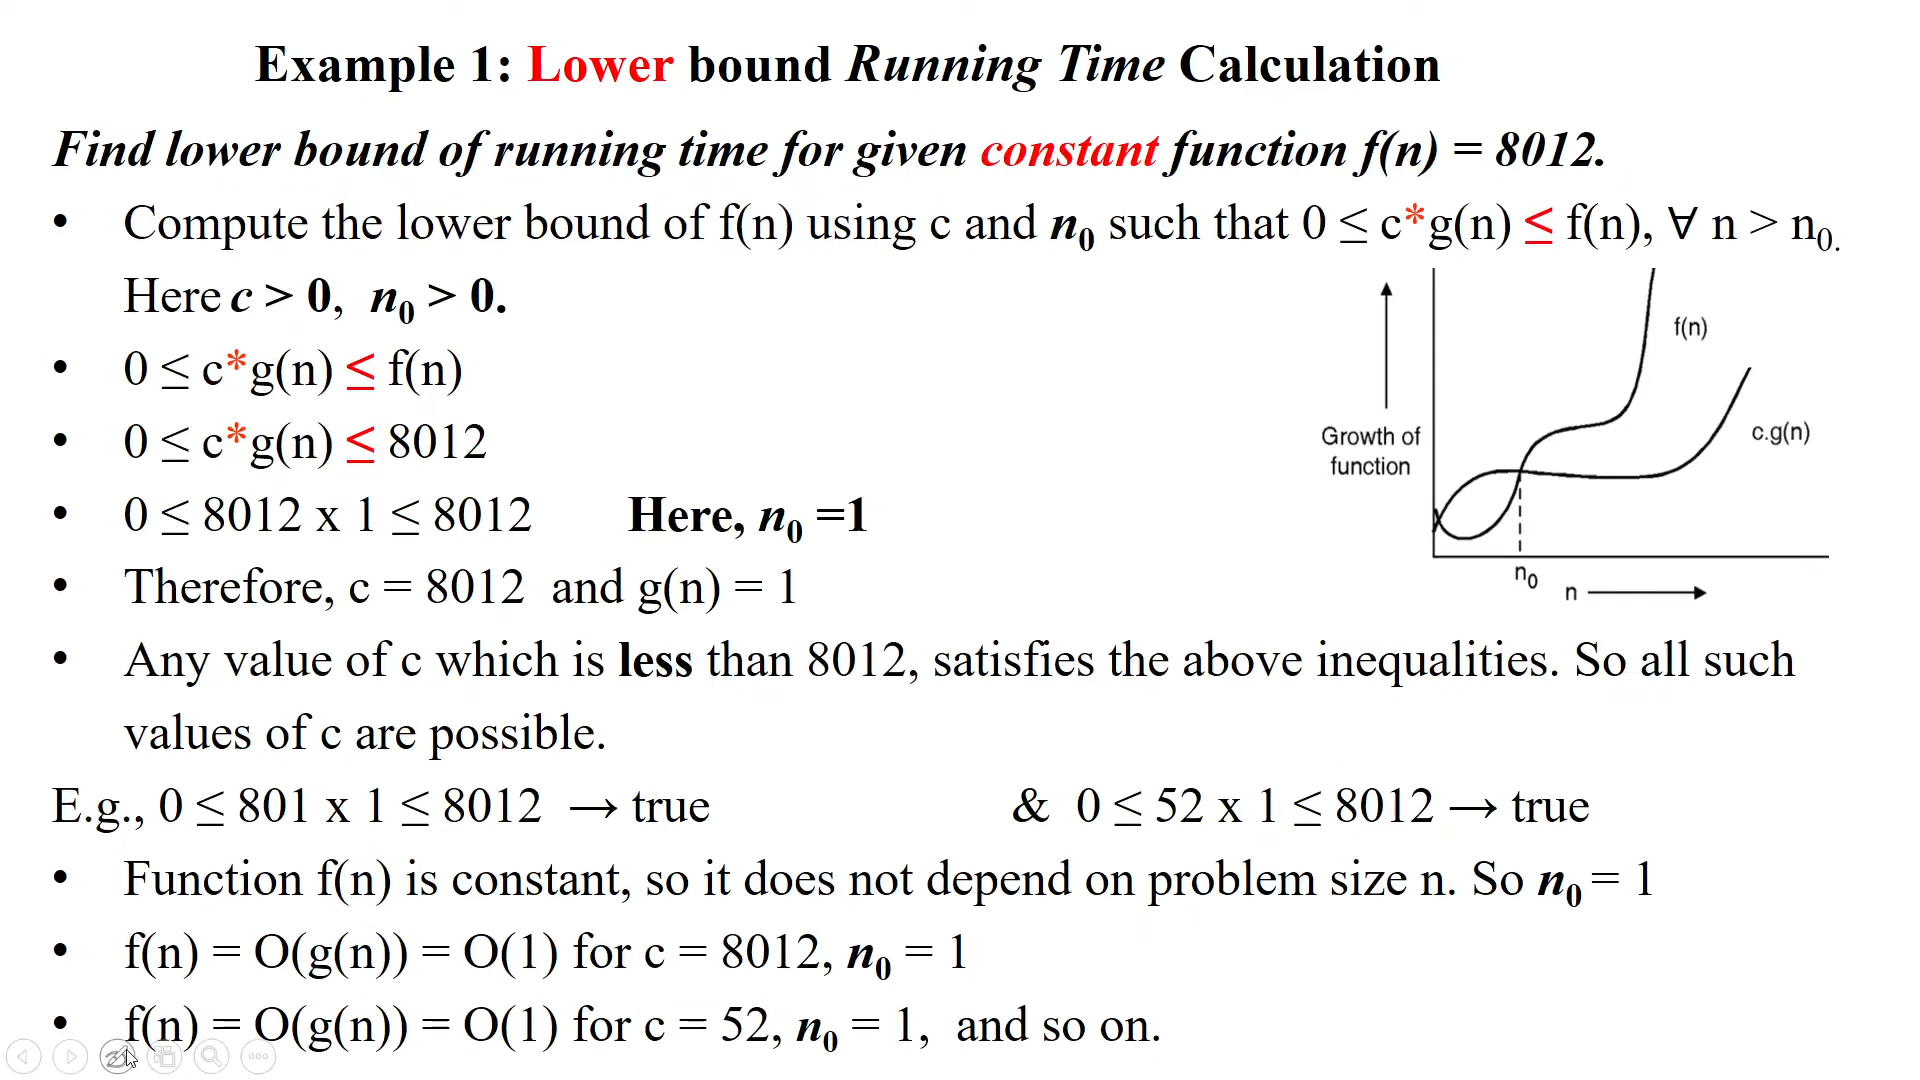 Example 1: Lower bound Running Time Calculation
Find lower bound of running time for given constant function f(n) = 8012.
• Compute the lower bound of f(n) using c and n₀ such that 0 ≤ c*g(n) ≤ f(n), ∀ n > n₀.
Here c > 0, n₀ > 0.
• 0 ≤ c*g(n) ≤ f(n)
• 0 ≤ c*g(n) ≤ 8012
• 0 ≤ 8012 x 1 ≤ 8012 Here, n₀ =1
• Therefore, c = 8012 and g(n) = 1
f(n)
c.g(n)
Growth of
function
n₀
n
• Any value of c which is less than 8012, satisfies the above inequalities. So all such
values of c are possible.
E.g., 0 ≤ 801 x 1 ≤ 8012 → true & 0 ≤ 52 x 1 ≤ 8012 → true
• Function f(n) is constant, so it does not depend on problem size n. So n₀ = 1
• f(n) = O(g(n)) = O(1) for c = 8012, n₀ = 1
• f(n) = O(g(n)) = O(1) for c = 52, n₀ = 1, and so on.